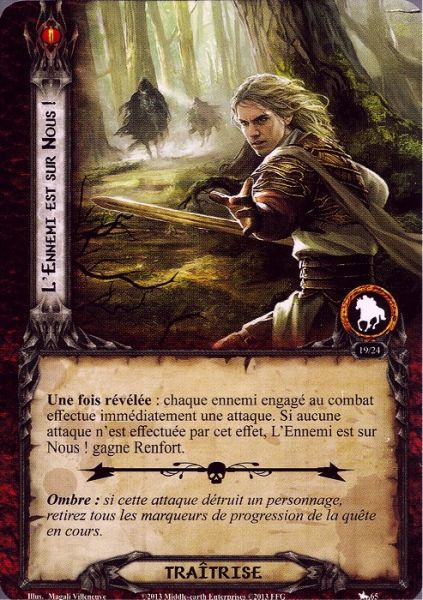 L'Ennemi est sur Nous !
19/24
Une fois révélée : chaque ennemi engagé au combat
effectue immédiatement une attaque. Si aucune
attaque n'est effectuée par cet effet, L'Ennemi est sur
Nous ! gagne Renfort.
Ombre : si cette attaque détruit un personnage,
retirez tous les marqueurs de progression de la quête
en cours.
TRAÎTRISE
Illus. Magali Villeneuve ©2013 Middle-earth Enterprises ©2013 FFG 65